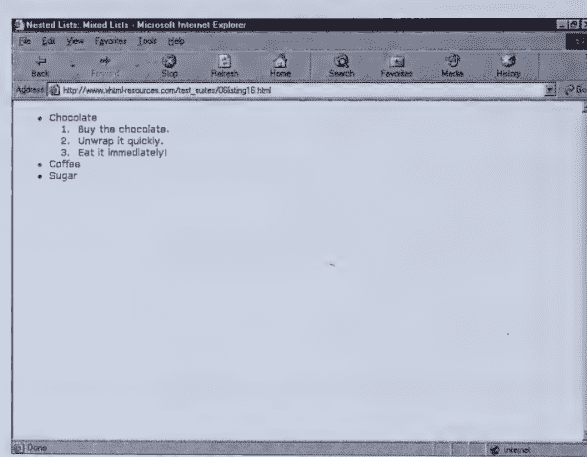 Nested Lists: Mixed Lists - Microsoft Internet Explorer
File Edit View Favorites Tools Help
Back Forward Stop Refresh Home Search Favorites Media History
Address http://www.xhtml-resources.com/test_suites/06listing16.html Go
• Chocolate
1. Buy the chocolate.
2. Unwrap it quickly.
3. Eat it immediately!
• Coffee
• Sugar
Done Internet